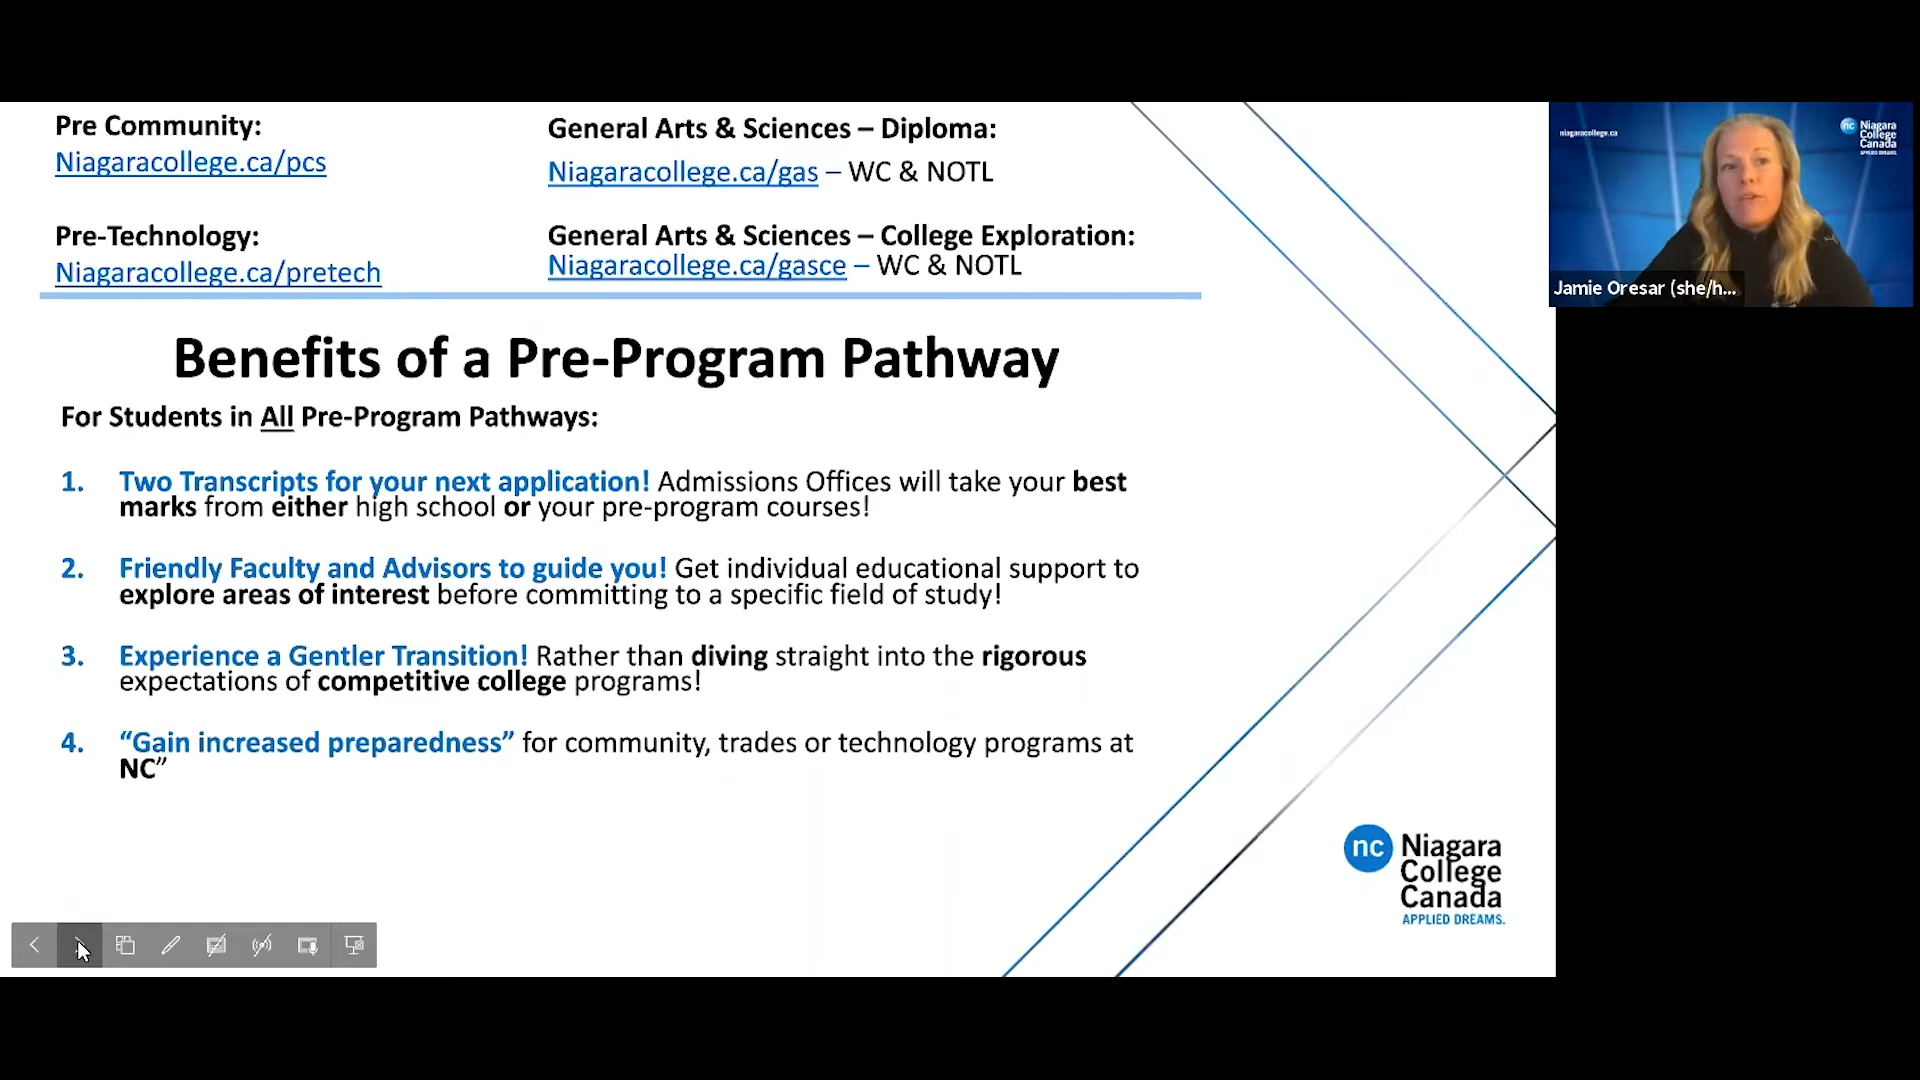 Pre Community:
Niagaracollege.ca/pcs
Pre-Technology:
Niagaracollege.ca/pretech
General Arts & Sciences – Diploma:
Niagaracollege.ca/gas – WC & NOTL
General Arts & Sciences – College Exploration:
Niagaracollege.ca/gasce – WC & NOTL
Benefits of a Pre-Program Pathway
For Students in All Pre-Program Pathways:
1. Two Transcripts for your next application! Admissions Offices will take your best
marks from either high school or your pre-program courses!
2. Friendly Faculty and Advisors to guide you! Get individual educational support to
explore areas of interest before committing to a specific field of study!
3. Experience a Gentler Transition! Rather than diving straight into the rigorous
expectations of competitive college programs!
4. “Gain increased preparedness” for community, trades or technology programs at
NC”
nc Niagara
College
Canada
APPLIED DREAMS.
niagaracollege.ca
nc Niagara
College
Canada
APPLIED DREAMS.
Jamie Oresar (she/h...